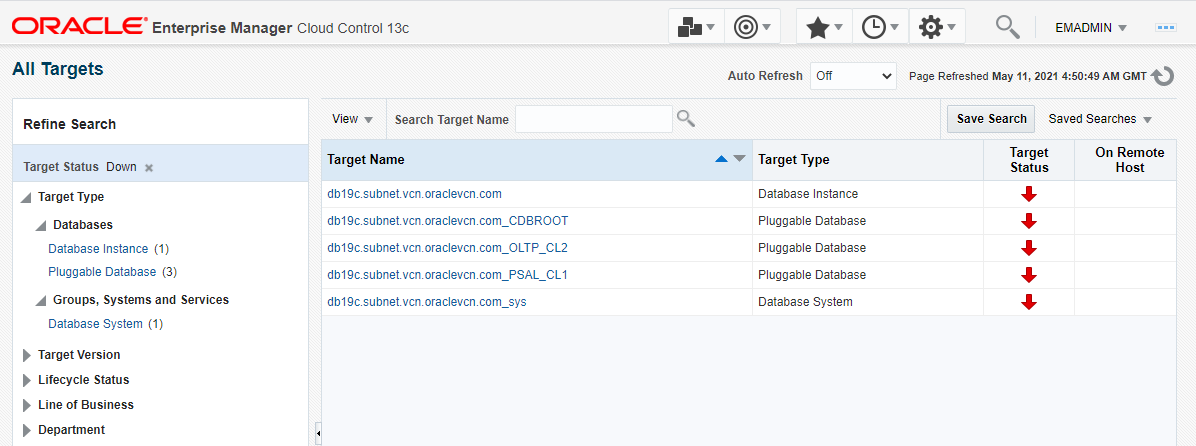 ORACLE Enterprise Manager Cloud Control 13c
EMADMIN
All Targets
Auto Refresh Off Page Refreshed May 11, 2021 4:50:49 AM GMT
Refine Search
Target Status Down
Target Type
Databases
Database Instance (1)
Pluggable Database (3)
Groups, Systems and Services
Database System (1)
Target Version
Lifecycle Status
Line of Business
Department
View Search Target Name Save Search Saved Searches
Target Name Target Type Target Status On Remote Host
db19c.subnet.vcn.oraclevcn.com Database Instance
db19c.subnet.vcn.oraclevcn.com_CDBROOT Pluggable Database
db19c.subnet.vcn.oraclevcn.com_OLTP_CL2 Pluggable Database
db19c.subnet.vcn.oraclevcn.com_PSAL_CL1 Pluggable Database
db19c.subnet.vcn.oraclevcn.com_sys Database System